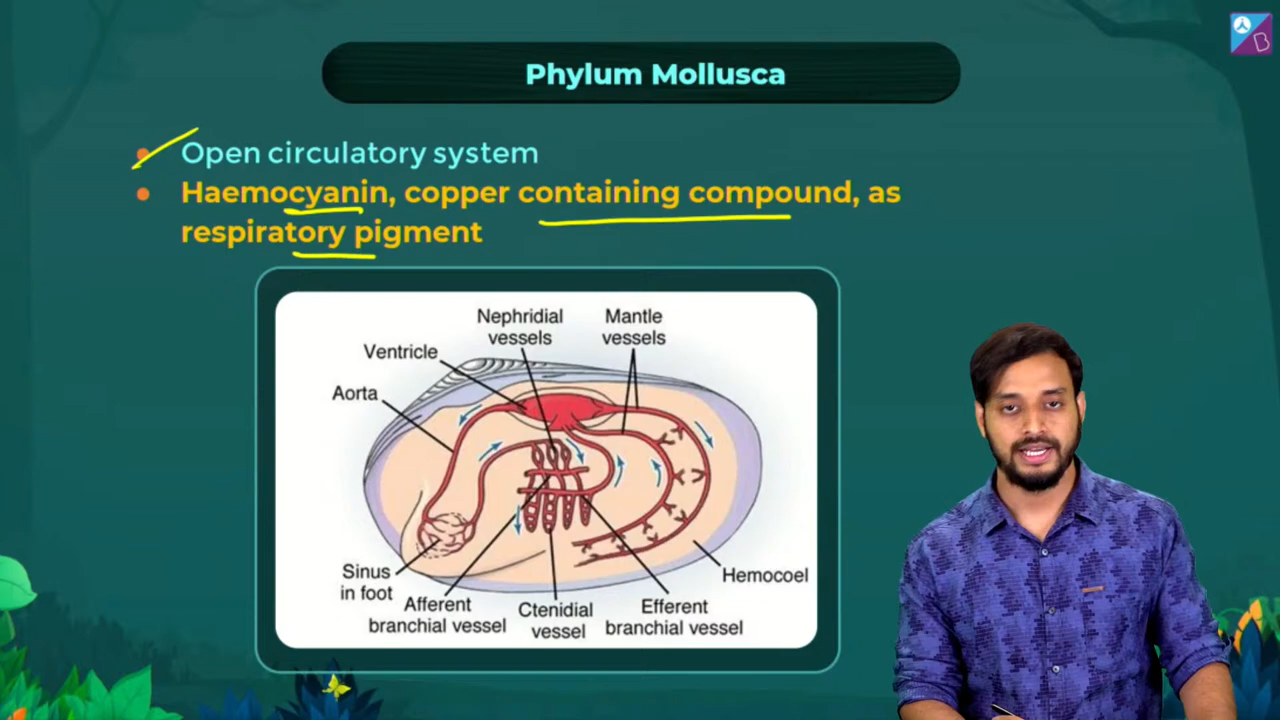 Phylum Mollusca
Open circulatory system
Haemocyanin, copper containing compound, as
respiratory pigment
Nephridial
vessels
Mantle
vessels
Ventricle
Aorta
Sinus
in foot
Afferent
branchial vessel
Ctenidial
vessel
Efferent
branchial vessel
Hemocoel
B